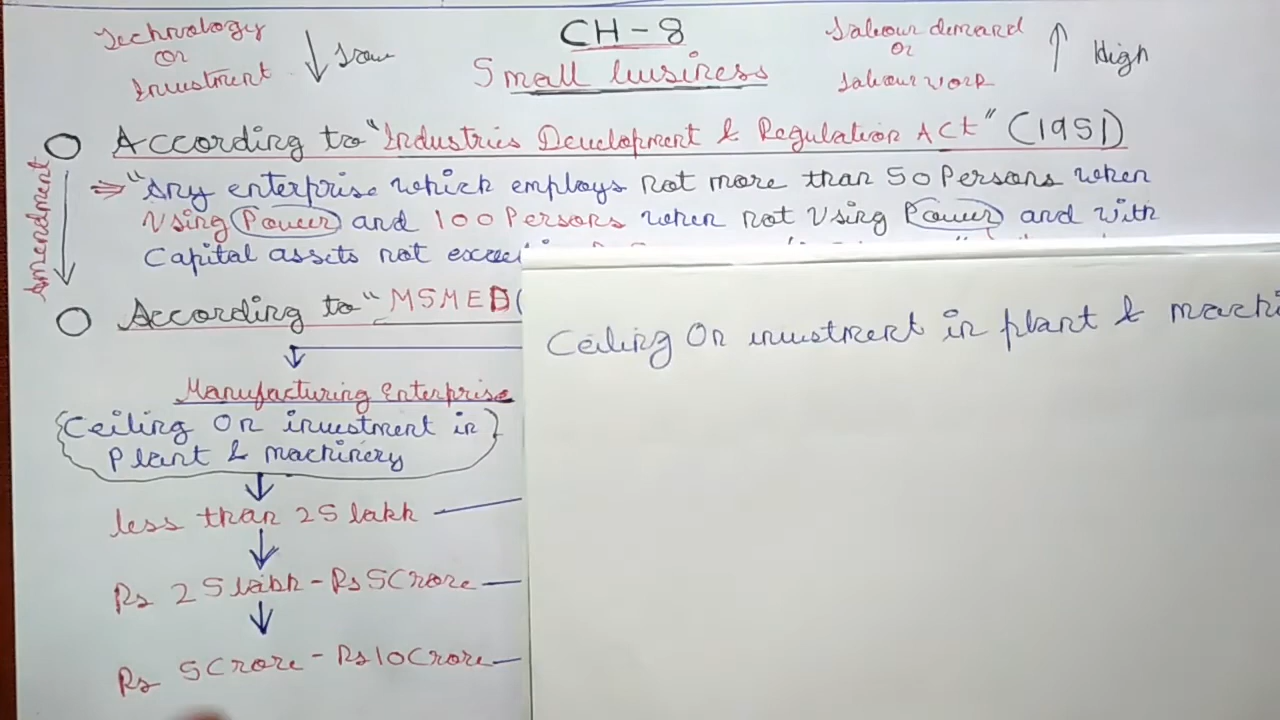 Technology
or
Investment
low
CH-8
Small business
Labour demand
or
Labour work
High
According to "Industries Development & Regulation Act" (1951)
Amendment
"Any enterprise which employs not more than 50 Persons when
Using Power and 100 Persons when not Using Power and with
Capital assets not
According to "MSMED(
Manufacturing Enterprise
Ceiling On investment in
Plant & machinery
less than 25 lakh
Rs 25 lakh - Rs 5 Crore
Rs 5 Crore - Rs 10 Crore
Ceiling On investment in plant &